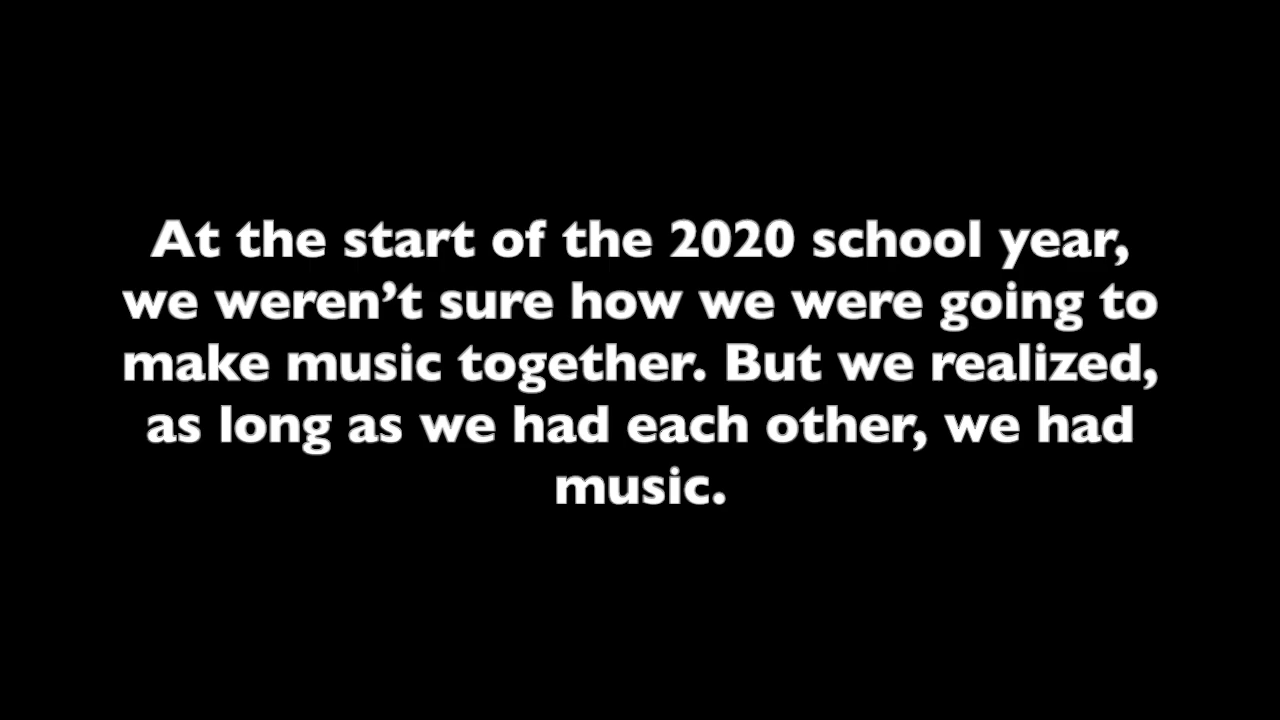 At the start of the 2020 school year,
we weren’t sure how we were going to
make music together. But we realized,
as long as we had each other, we had
music.